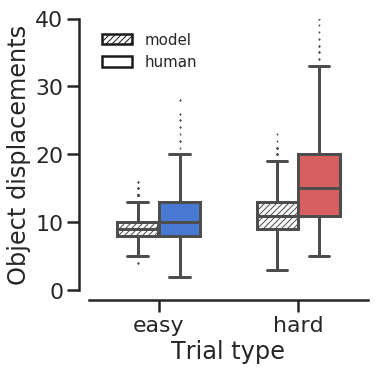 Object displacements
40
30
20
10
0
model
human
easy
hard
Trial type